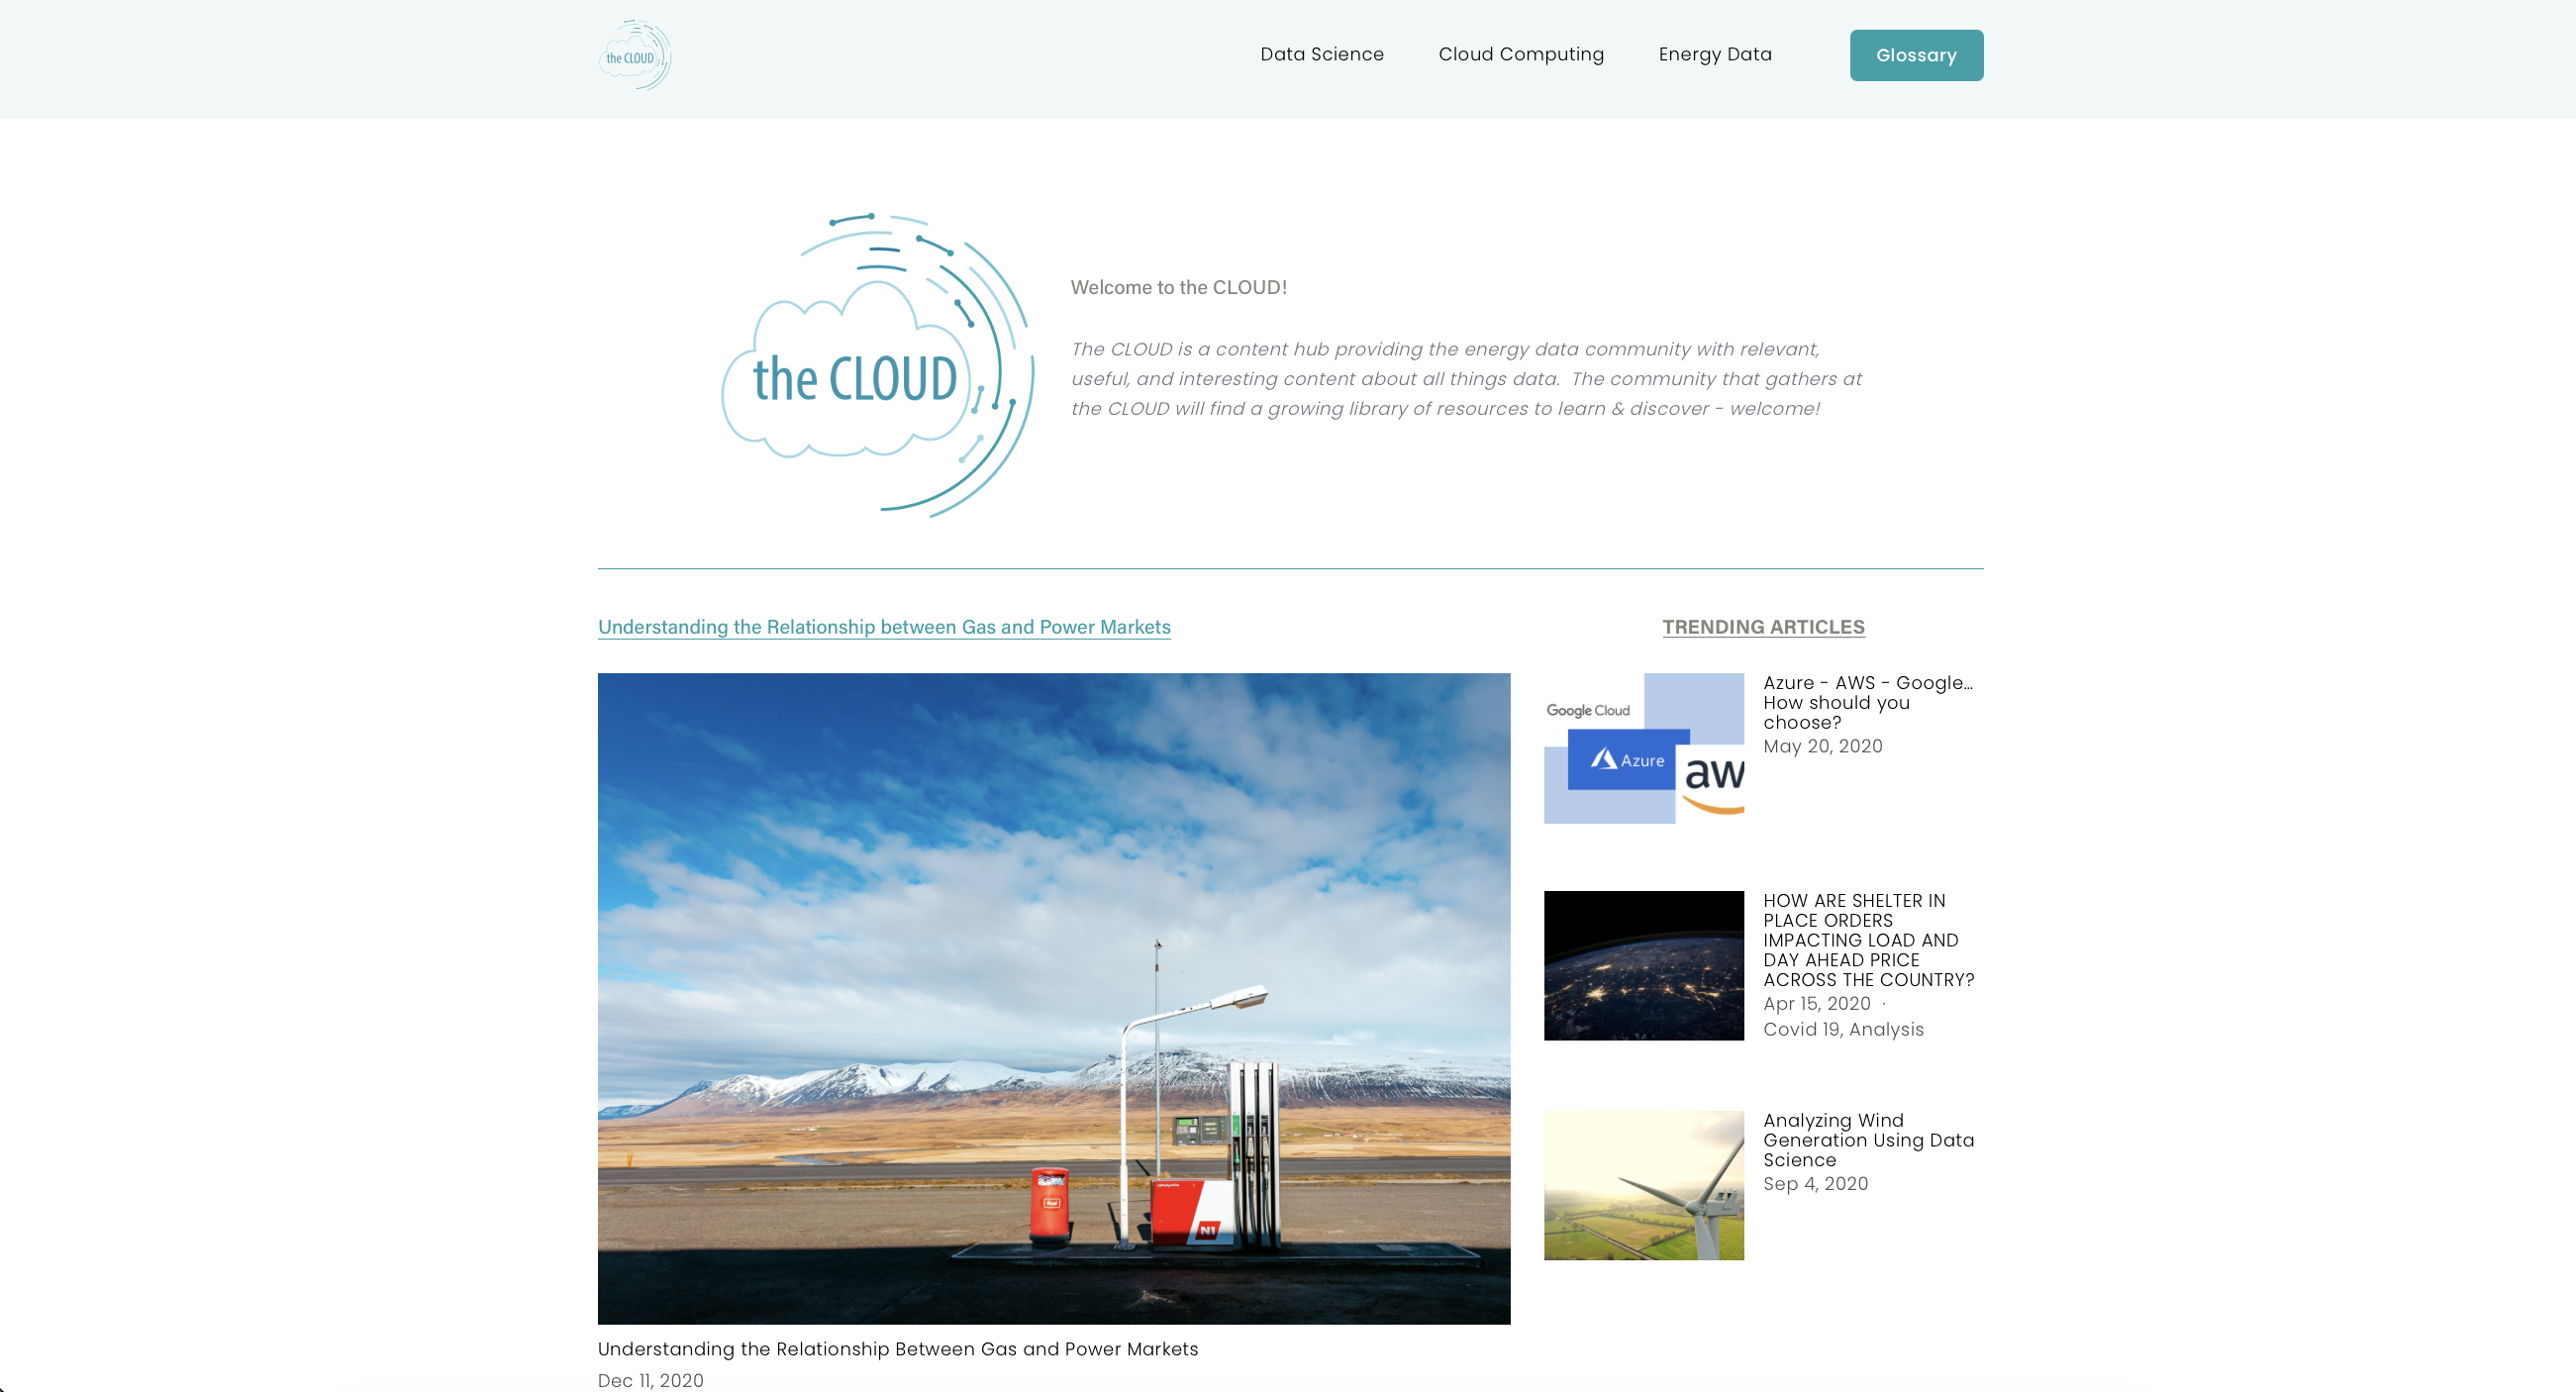 the CLOUD
Data Science
Cloud Computing
Energy Data
Glossary
the CLOUD
Welcome to the CLOUD!
The CLOUD is a content hub providing the energy data community with relevant,
useful, and interesting content about all things data.  The community that gathers at
the CLOUD will find a growing library of resources to learn & discover - welcome!
Understanding the Relationship between Gas and Power Markets
N1
Understanding the Relationship Between Gas and Power Markets
Dec 11, 2020
TRENDING ARTICLES
Google Cloud
Azure
aw
Azure - AWS - Google...
How should you
choose?
May 20, 2020
HOW ARE SHELTER IN
PLACE ORDERS
IMPACTING LOAD AND
DAY AHEAD PRICE
ACROSS THE COUNTRY?
Apr 15, 2020 ·
Covid 19, Analysis
Analyzing Wind
Generation Using Data
Science
Sep 4, 2020